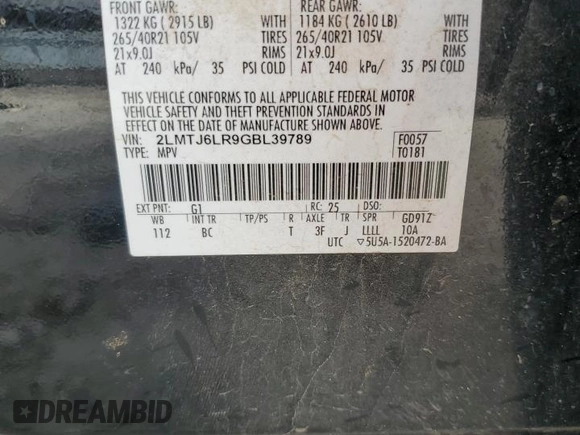 FRONT GAWR: REAR GAWR:
1322 KG ( 2915 LB) WITH 1184 KG ( 2610 LB) WITH
265/40R21 105V TIRES 265/40R21 105V TIRES
21x9.0J RIMS 21x9.0J RIMS
AT 240 kPa/ 35 PSI COLD AT 240 kPa/ 35 PSI COLD
THIS VEHICLE CONFORMS TO ALL APPLICABLE FEDERAL MOTOR
VEHICLE SAFETY AND THEFT PREVENTION STANDARDS IN
EFFECT ON THE DATE OF MANUFACTURE SHOWN ABOVE.
VIN: 2LMTJ6LR9GBL39789 F0057
TYPE: MPV T0181
EXT PNT: G1 RC: 25 DSO:
WB INT TR TP/PS R AXLE TR SPR GD91Z
112 BC T 3F J LLLL 10A
UTC ▽5U5A-1520472-BA
DREAMBID